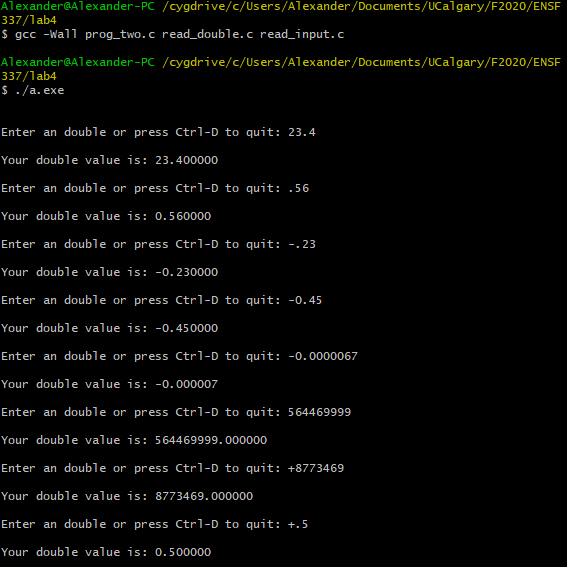 Alexander@Alexander-PC /cygdrive/c/Users/Alexander/Documents/UCalgary/F2020/ENSF
337/lab4
$ gcc -Wall prog_two.c read_double.c read_input.c
Alexander@Alexander-PC /cygdrive/c/Users/Alexander/Documents/UCalgary/F2020/ENSF
337/lab4
$ ./a.exe
Enter an double or press Ctrl-D to quit: 23.4
Your double value is: 23.400000
Enter an double or press Ctrl-D to quit: .56
Your double value is: 0.560000
Enter an double or press Ctrl-D to quit: -.23
Your double value is: -0.230000
Enter an double or press Ctrl-D to quit: -0.45
Your double value is: -0.450000
Enter an double or press Ctrl-D to quit: -0.0000067
Your double value is: -0.000007
Enter an double or press Ctrl-D to quit: 564469999
Your double value is: 564469999.000000
Enter an double or press Ctrl-D to quit: +8773469
Your double value is: 8773469.000000
Enter an double or press Ctrl-D to quit: +.5
Your double value is: 0.500000